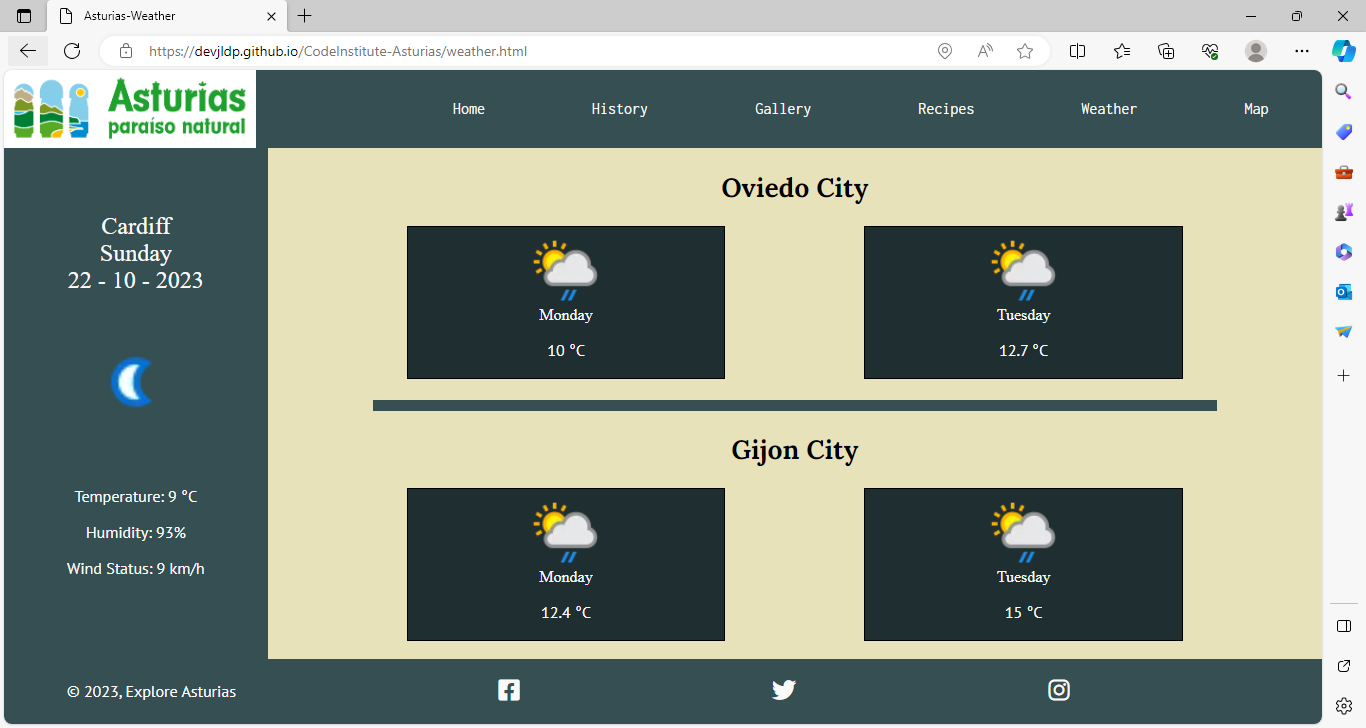 Asturias-Weather
https://devjldp.github.io/CodeInstitute-Asturias/weather.html
Asturias
paraíso natural
Home History Gallery Recipes Weather Map
Cardiff
Sunday
22 - 10 - 2023
Temperature: 9 °C
Humidity: 93%
Wind Status: 9 km/h
Oviedo City
Monday
10 °C
Tuesday
12.7 °C
Gijon City
Monday
12.4 °C
Tuesday
15 °C
© 2023, Explore Asturias